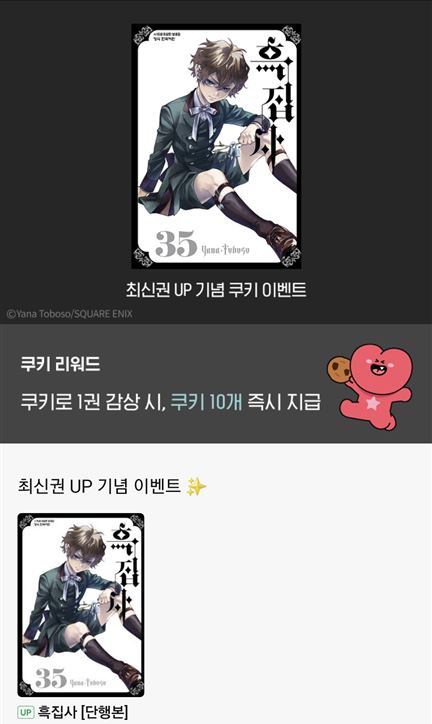 흑집사
35 Yana Toboso
최신권 UP 기념 쿠키 이벤트
©Yana Toboso/SQUARE ENIX
쿠키 리워드
쿠키로 1권 감상 시, 쿠키 10개 즉시 지급
최신권 UP 기념 이벤트 ✨
흑집사
35 Yana Toboso
UP 흑집사 [단행본]